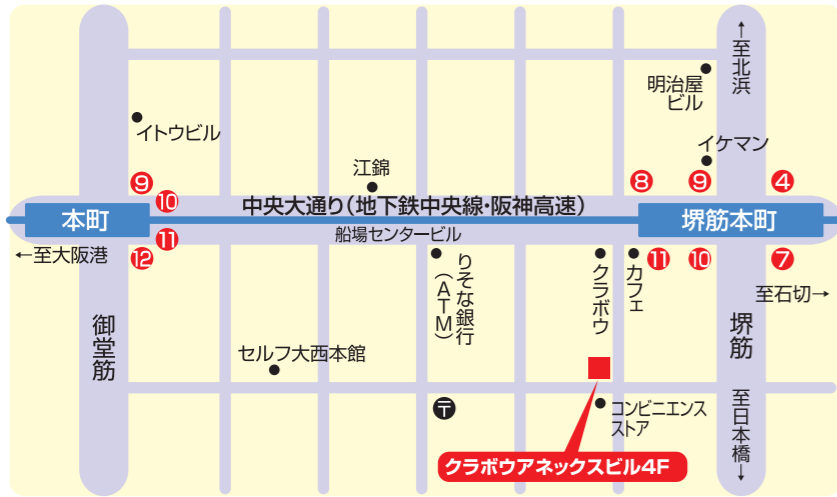 ↑至北浜
明治屋
ビル
イトウビル
イケマン
江錦
⑨
⑩
⑧
⑨
④
中央大通り(地下鉄中央線・阪神高速)
本町
堺筋本町
船場センタービル
←至大阪港
⑪
⑫
⑪
⑩
⑦
りそな銀行
(ATM)
クラボウ
カフェ
至石切→
御堂筋
堺筋
セルフ大西本館
〒
コンビニエンス
ストア
至日本橋→
クラボウアネックスビル4F